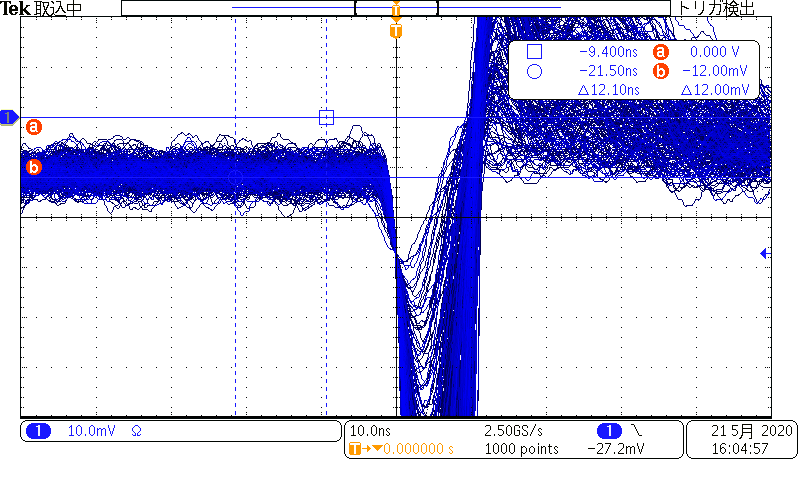 Tek 取込中 トリガ検出
T
T
−9.400ns a 0.000 V
−21.50ns b −12.00mV
△12.10ns △12.00mV
1
a
b
1 10.0mV Ω
10.0ns 2.50GS/s 1 21 5月 2020
T→▼0.000000 s 1000 points −27.2mV 16:04:57